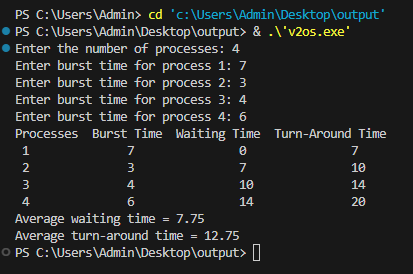 PS C:\Users\Admin> cd 'c:\Users\Admin\Desktop\output'
PS C:\Users\Admin\Desktop\output> & .\'v2os.exe'
Enter the number of processes: 4
Enter burst time for process 1: 7
Enter burst time for process 2: 3
Enter burst time for process 3: 4
Enter burst time for process 4: 6
Processes  Burst Time  Waiting Time  Turn-Around Time
1 7 0 7
2 3 7 10
3 4 10 14
4 6 14 20
Average waiting time = 7.75
Average turn-around time = 12.75
PS C:\Users\Admin\Desktop\output>